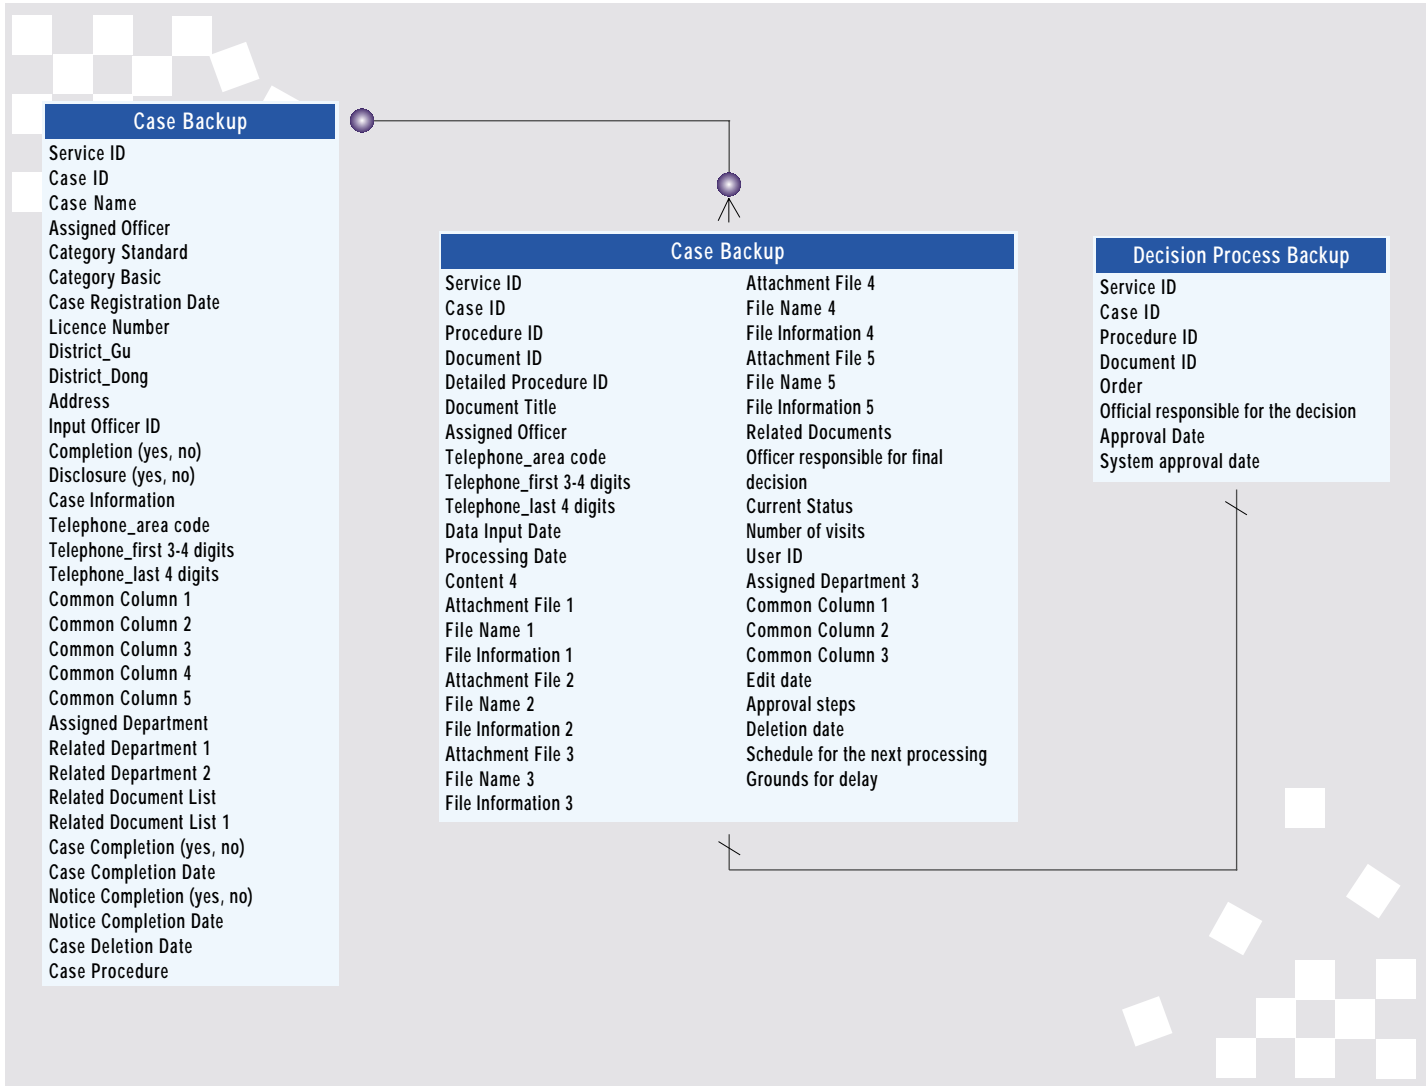 Case Backup
Service ID
Case ID
Case Name
Assigned Officer
Category Standard
Category Basic
Case Registration Date
Licence Number
District_Gu
District_Dong
Address
Input Officer ID
Completion (yes, no)
Disclosure (yes, no)
Case Information
Telephone_area code
Telephone_first 3-4 digits
Telephone_last 4 digits
Common Column 1
Common Column 2
Common Column 3
Common Column 4
Common Column 5
Assigned Department
Related Department 1
Related Department 2
Related Document List
Related Document List 1
Case Completion (yes, no)
Case Completion Date
Notice Completion (yes, no)
Notice Completion Date
Case Deletion Date
Case Procedure
Case Backup
Service ID
Case ID
Procedure ID
Document ID
Detailed Procedure ID
Document Title
Assigned Officer
Telephone_area code
Telephone_first 3-4 digits
Telephone_last 4 digits
Data Input Date
Processing Date
Content 4
Attachment File 1
File Name 1
File Information 1
Attachment File 2
File Name 2
File Information 2
Attachment File 3
File Name 3
File Information 3
Attachment File 4
File Name 4
File Information 4
Attachment File 5
File Name 5
File Information 5
Related Documents
Officer responsible for final
decision
Current Status
Number of visits
User ID
Assigned Department 3
Common Column 1
Common Column 2
Common Column 3
Edit date
Approval steps
Deletion date
Schedule for the next processing
Grounds for delay
Decision Process Backup
Service ID
Case ID
Procedure ID
Document ID
Order
Official responsible for the decision
Approval Date
System approval date